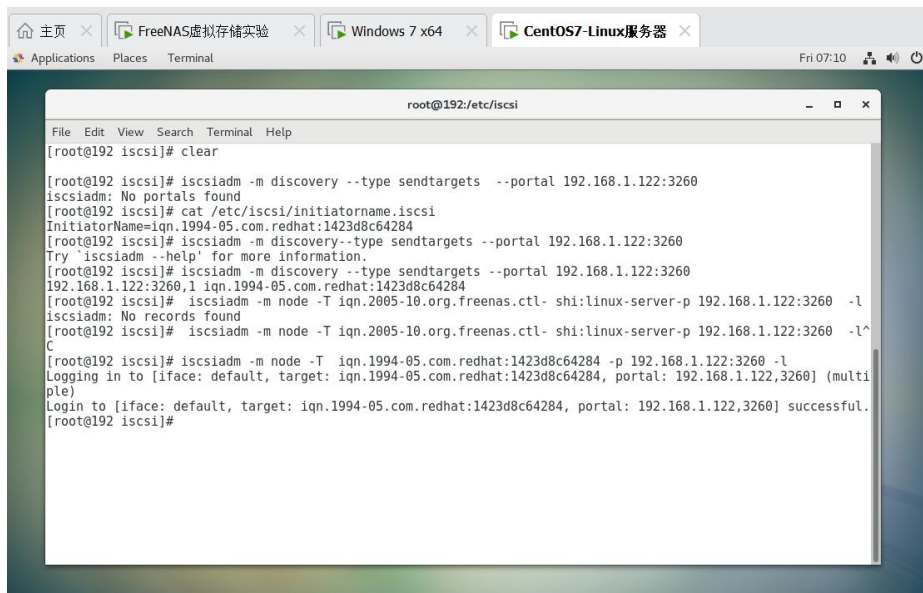 主页 FreeNAS虚拟存储实验 Windows 7 x64 CentOS7-Linux服务器
Applications Places Terminal Fri 07:10
root@192:/etc/iscsi
File Edit View Search Terminal Help
[root@192 iscsi]# clear
[root@192 iscsi]# iscsiadm -m discovery --type sendtargets  --portal 192.168.1.122:3260
iscsiadm: No portals found
[root@192 iscsi]# cat /etc/iscsi/initiatorname.iscsi
InitiatorName=iqn.1994-05.com.redhat:1423d8c64284
[root@192 iscsi]# iscsiadm -m discovery--type sendtargets --portal 192.168.1.122:3260
Try `iscsiadm --help' for more information.
[root@192 iscsi]# iscsiadm -m discovery --type sendtargets --portal 192.168.1.122:3260
192.168.1.122:3260,1 iqn.1994-05.com.redhat:1423d8c64284
[root@192 iscsi]#  iscsiadm -m node -T iqn.2005-10.org.freenas.ctl- shi:linux-server-p 192.168.1.122:3260  -l
iscsiadm: No records found
[root@192 iscsi]#  iscsiadm -m node -T iqn.2005-10.org.freenas.ctl- shi:linux-server-p 192.168.1.122:3260  -l^
C
[root@192 iscsi]# iscsiadm -m node -T  iqn.1994-05.com.redhat:1423d8c64284 -p 192.168.1.122:3260 -l
Logging in to [iface: default, target: iqn.1994-05.com.redhat:1423d8c64284, portal: 192.168.1.122,3260] (multi
ple)
Login to [iface: default, target: iqn.1994-05.com.redhat:1423d8c64284, portal: 192.168.1.122,3260] successful.
[root@192 iscsi]#